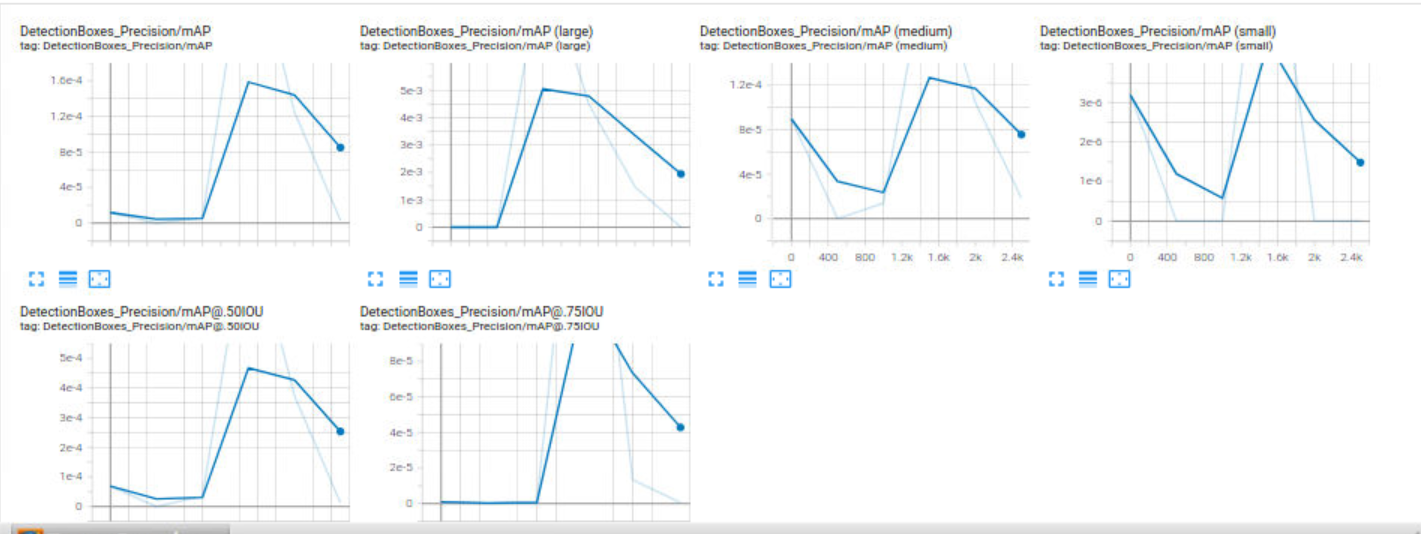 DetectionBoxes_Precision/mAP
tag: DetectionBoxes_Precision/mAP
1.6e-4
1.2e-4
8e-5
4e-5
0
DetectionBoxes_Precision/mAP (large)
tag: DetectionBoxes_Precision/mAP (large)
5e-3
4e-3
3e-3
2e-3
1e-3
0
DetectionBoxes_Precision/mAP (medium)
tag: DetectionBoxes_Precision/mAP (medium)
1.2e-4
8e-5
4e-5
0
0 400 800 1.2k 1.6k 2k 2.4k
DetectionBoxes_Precision/mAP (small)
tag: DetectionBoxes_Precision/mAP (small)
3e-6
2e-6
1e-6
0
0 400 800 1.2k 1.6k 2k 2.4k
DetectionBoxes_Precision/mAP@.50IOU
tag: DetectionBoxes_Precision/mAP@.50IOU
5e-4
4e-4
3e-4
2e-4
1e-4
0
DetectionBoxes_Precision/mAP@.75IOU
tag: DetectionBoxes_Precision/mAP@.75IOU
8e-5
6e-5
4e-5
2e-5
0